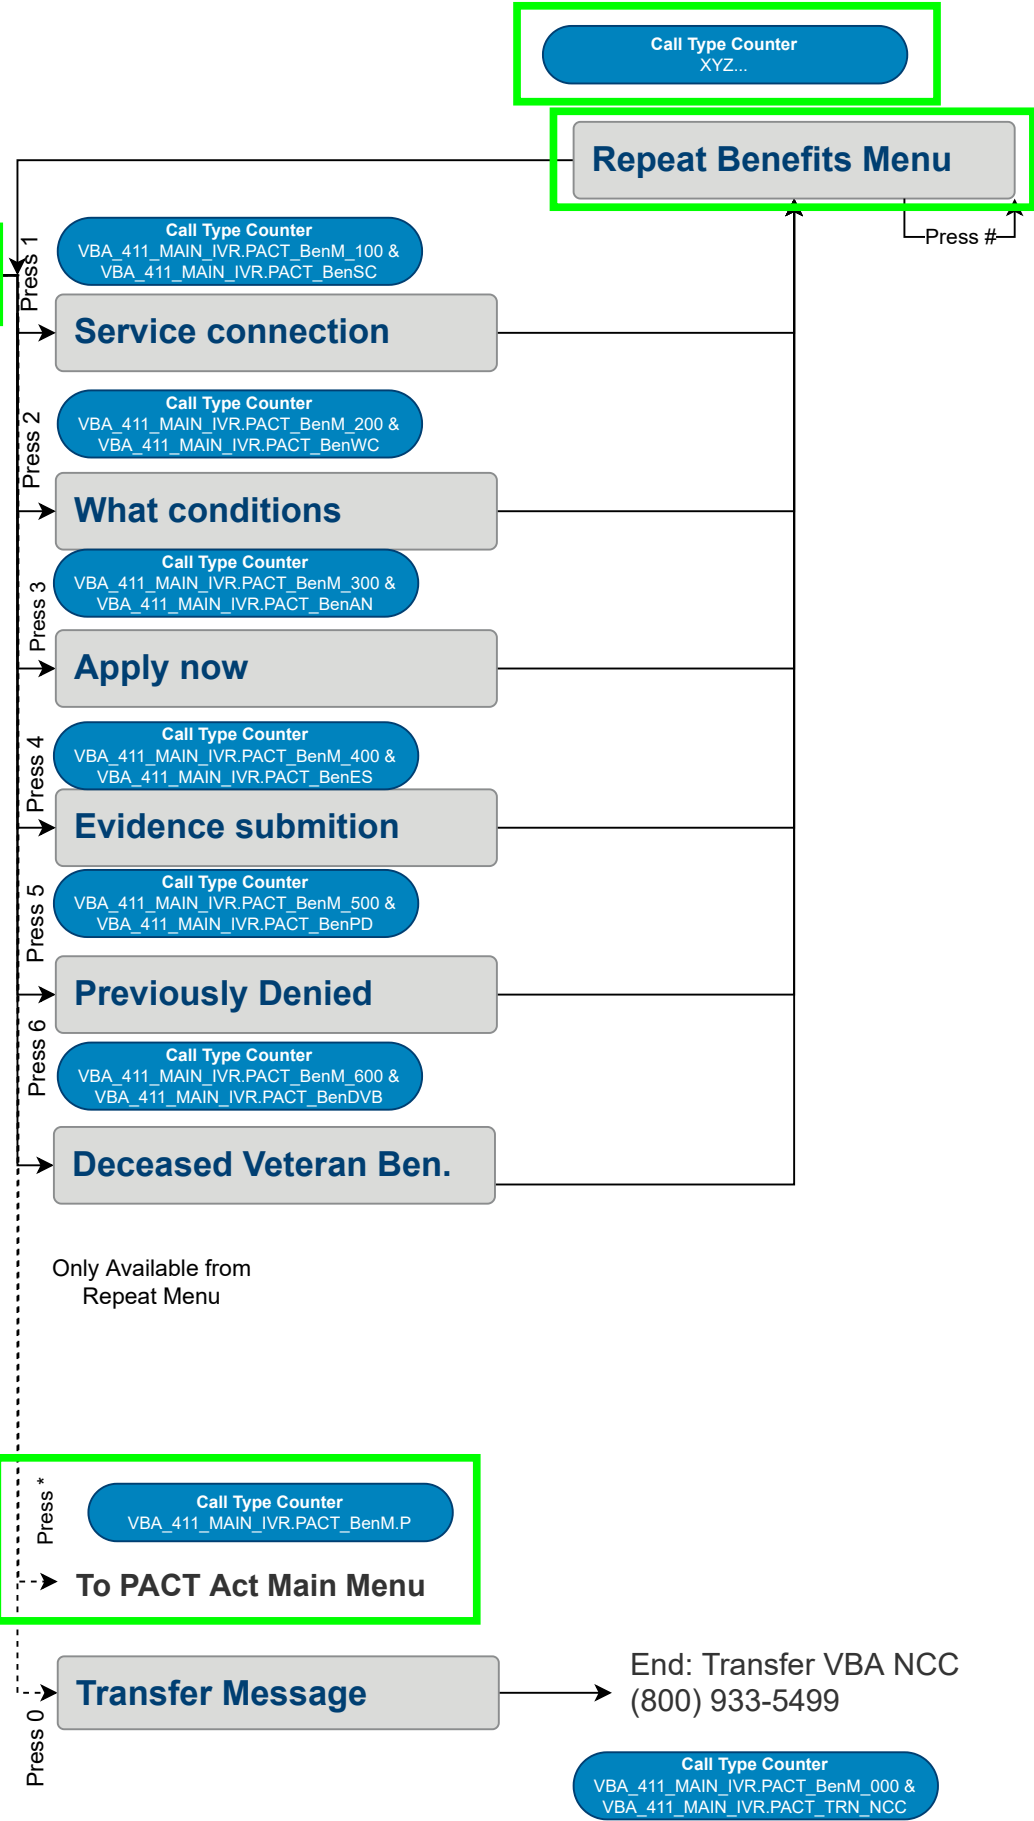 Call Type Counter
XYZ...
Repeat Benefits Menu
Press #
Press 1
Call Type Counter
VBA_411_MAIN_IVR.PACT_BenM_100 &
VBA_411_MAIN_IVR.PACT_BenSC
Service connection
Press 2
Call Type Counter
VBA_411_MAIN_IVR.PACT_BenM_200 &
VBA_411_MAIN_IVR.PACT_BenWC
What conditions
Press 3
Call Type Counter
VBA_411_MAIN_IVR.PACT_BenM_300 &
VBA_411_MAIN_IVR.PACT_BenAN
Apply now
Press 4
Call Type Counter
VBA_411_MAIN_IVR.PACT_BenM_400 &
VBA_411_MAIN_IVR.PACT_BenES
Evidence submition
Press 5
Call Type Counter
VBA_411_MAIN_IVR.PACT_BenM_500 &
VBA_411_MAIN_IVR.PACT_BenPD
Previously Denied
Press 6
Call Type Counter
VBA_411_MAIN_IVR.PACT_BenM_600 &
VBA_411_MAIN_IVR.PACT_BenDVB
Deceased Veteran Ben.
Only Available from
Repeat Menu
Press *
Call Type Counter
VBA_411_MAIN_IVR.PACT_BenM.P
To PACT Act Main Menu
Press 0
Transfer Message
End: Transfer VBA NCC
(800) 933-5499
Call Type Counter
VBA_411_MAIN_IVR.PACT_BenM_000 &
VBA_411_MAIN_IVR.PACT_TRN_NCC